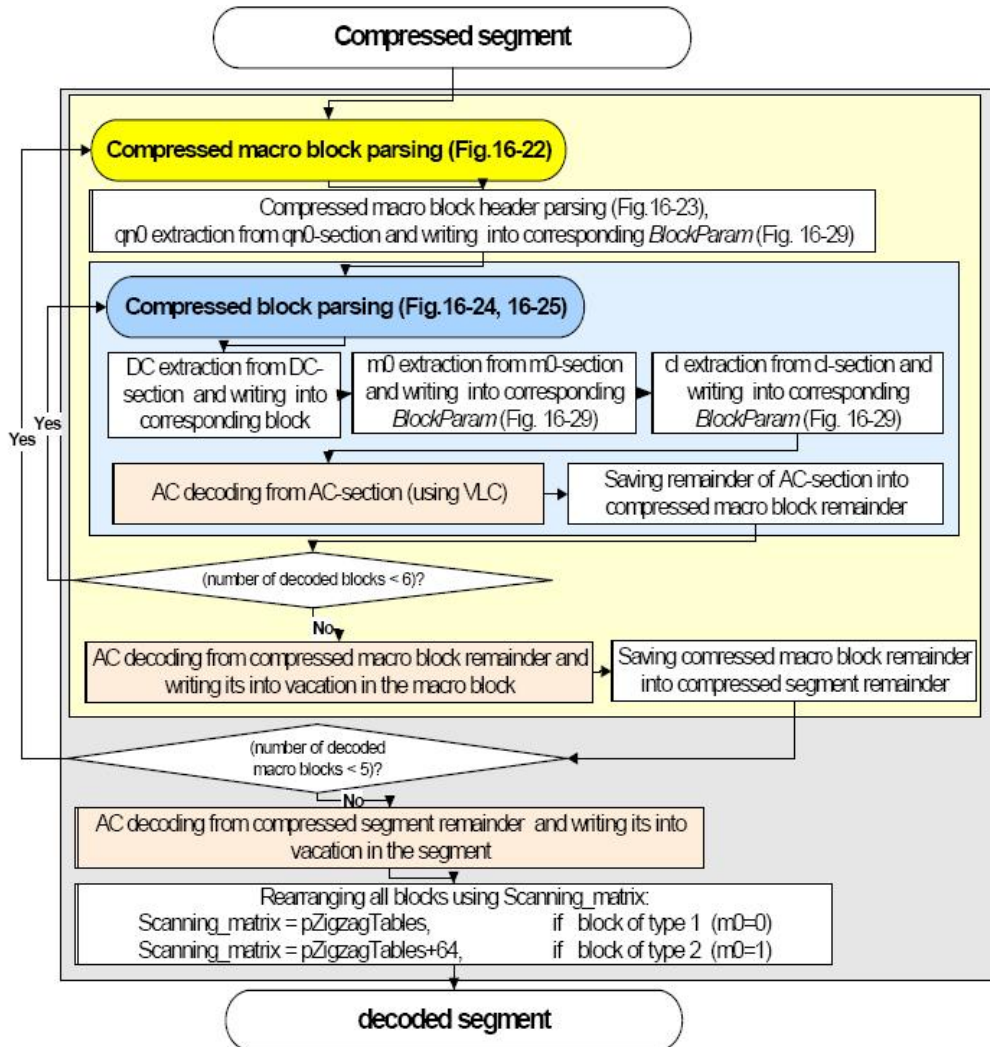 Compressed segment
Compressed macro block parsing (Fig.16-22)
Compressed macro block header parsing (Fig.16-23),
qn0 extraction from qn0-section and writing into corresponding BlockParam (Fig. 16-29)
Compressed block parsing (Fig.16-24, 16-25)
DC extraction from DC-
section and writing into
corresponding block
m0 extraction from m0-section
and writing into corresponding
BlockParam (Fig. 16-29)
cl extraction from cl-section and
writing into corresponding
BlockParam (Fig. 16-29)
Yes
Yes
AC decoding from AC-section (using VLC)
Saving remainder of AC-section into
compressed macro block remainder
(number of decoded blocks < 6)?
No
AC decoding from compressed macro block remainder and
writing its into vacation in the macro block
Saving comressed macro block remainder
into compressed segment remainder
(number of decoded
macro blocks < 5)?
No
AC decoding from compressed segment remainder and writing its into
vacation in the segment
Rearranging all blocks using Scanning_matrix:
Scanning_matrix = pZigzagTables, if block of type 1 (m0=0)
Scanning_matrix = pZigzagTables+64, if block of type 2 (m0=1)
decoded segment